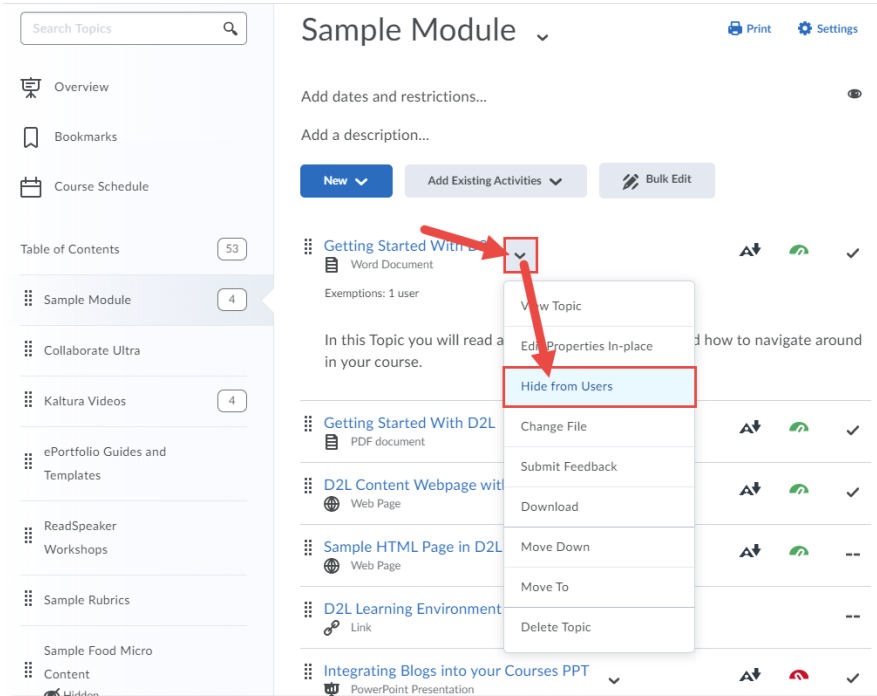 Search Topics
Overview
Bookmarks
Course Schedule
Table of Contents 53
Sample Module 4
Collaborate Ultra
Kaltura Videos 4
ePortfolio Guides and
Templates
ReadSpeaker
Workshops
Sample Rubrics
Sample Food Micro
Content
Hidden
Sample Module
Print Settings
Add dates and restrictions...
Add a description...
New Add Existing Activities Bulk Edit
Getting Started With
Word Document
Exemptions: 1 user
In this Topic you will read a
d how to navigate around
in your course.
View Topic
Edit Properties In-place
Hide from Users
Change File
Submit Feedback
Download
Move Down
Move To
Delete Topic
Getting Started With D2L
PDF document
D2L Content Webpage
Web Page
Sample HTML Page in D2L
Web Page
D2L Learning Environment
Link
Integrating Blogs into your Courses PPT
PowerPoint Presentation